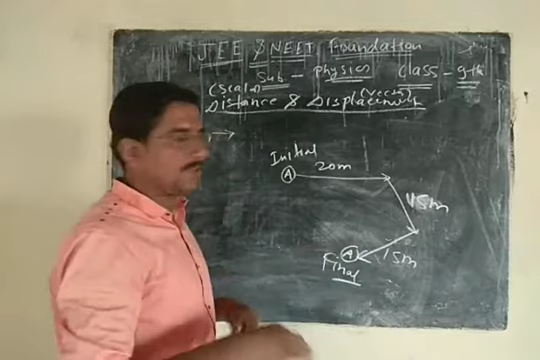 JEE & NEET Foundation
Sub - physics class - 9th
(Scalar) (Vector)
Distance & Displacement
Initial
A 20m
15m
A 15m
Final